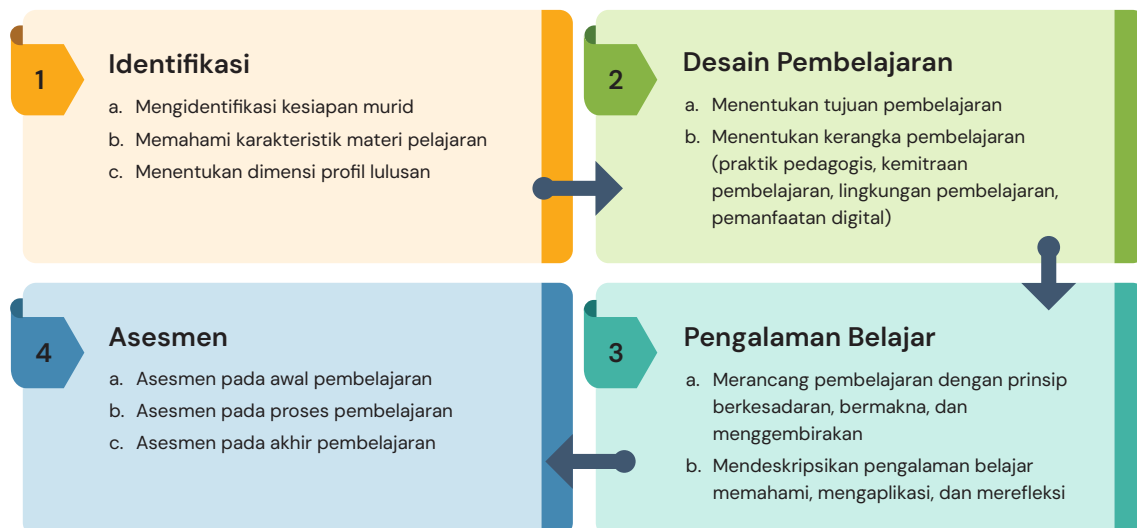 1
Identifikasi
a. Mengidentifikasi kesiapan murid
b. Memahami karakteristik materi pelajaran
c. Menentukan dimensi profil lulusan
2
Desain Pembelajaran
a. Menentukan tujuan pembelajaran
b. Menentukan kerangka pembelajaran
(praktik pedagogis, kemitraan
pembelajaran, lingkungan pembelajaran,
pemanfaatan digital)
3
Pengalaman Belajar
a. Merancang pembelajaran dengan prinsip
berkesadaran, bermakna, dan
menggembirakan
b. Mendeskripsikan pengalaman belajar
memahami, mengaplikasi, dan merefleksi
4
Asesmen
a. Asesmen pada awal pembelajaran
b. Asesmen pada proses pembelajaran
c. Asesmen pada akhir pembelajaran